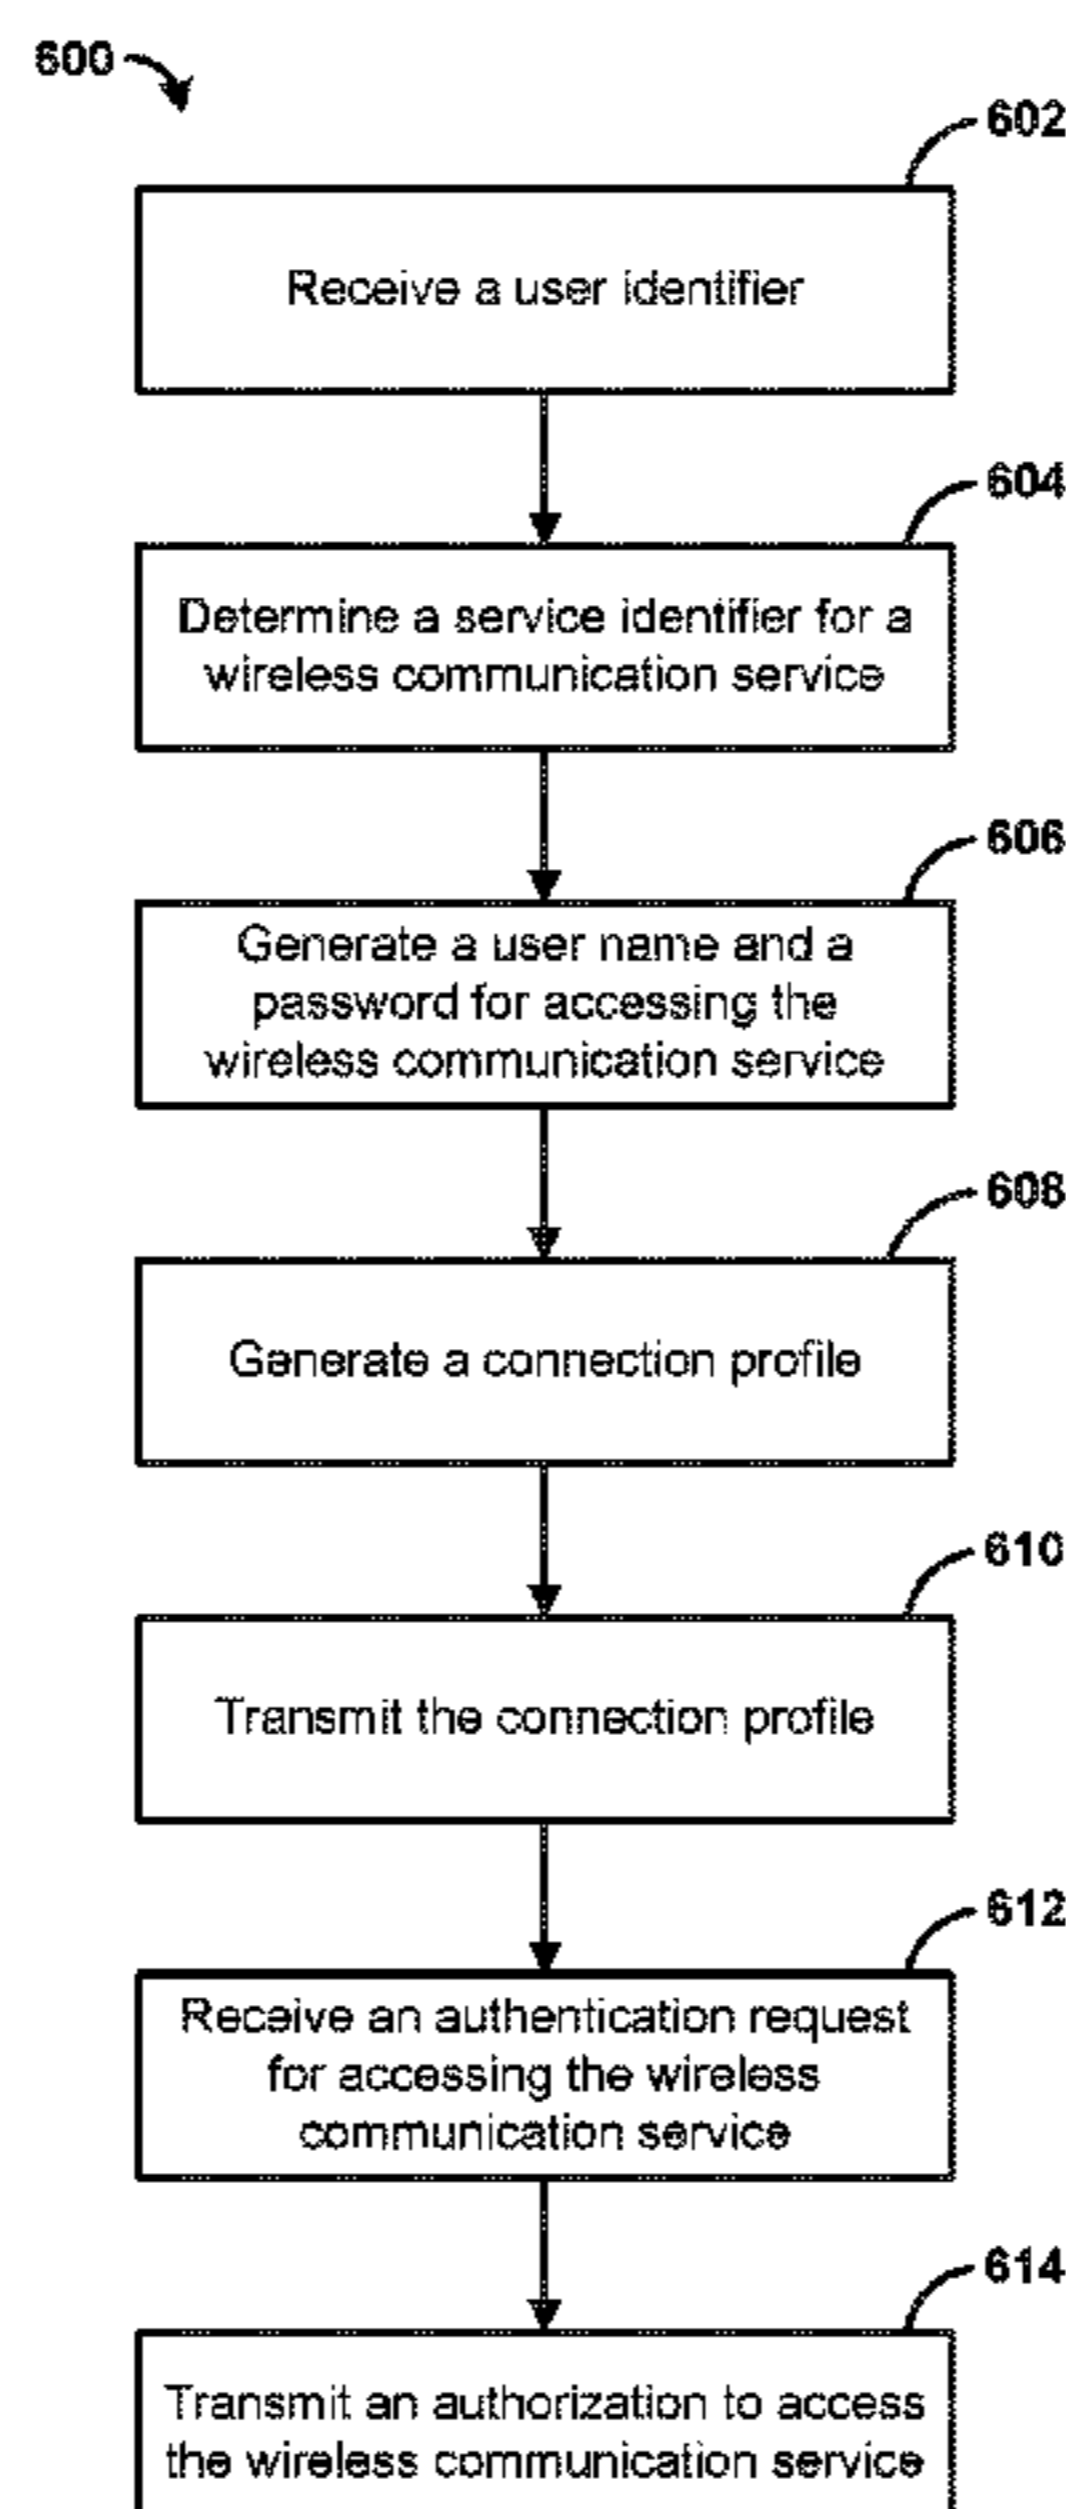 600
602
Receive a user identifier
604
Determine a service identifier for a
wireless communication service
606
Generate a user name and a
password for accessing the
wireless communication service
608
Generate a connection profile
610
Transmit the connection profile
612
Receive an authentication request
for accessing the wireless
communication service
614
Transmit an authorization to access
the wireless communication service